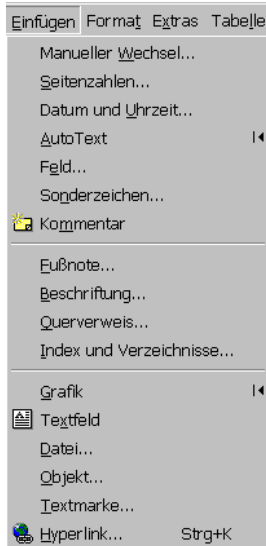 Einfügen Format Extras Tabelle
Manueller Wechsel...
Seitenzahlen...
Datum und Uhrzeit...
AutoText
Feld...
Sonderzeichen...
Kommentar
Fußnote...
Beschriftung...
Querverweis...
Index und Verzeichnisse...
Grafik
Textfeld
Datei...
Objekt...
Textmarke...
Hyperlink... Strg+K